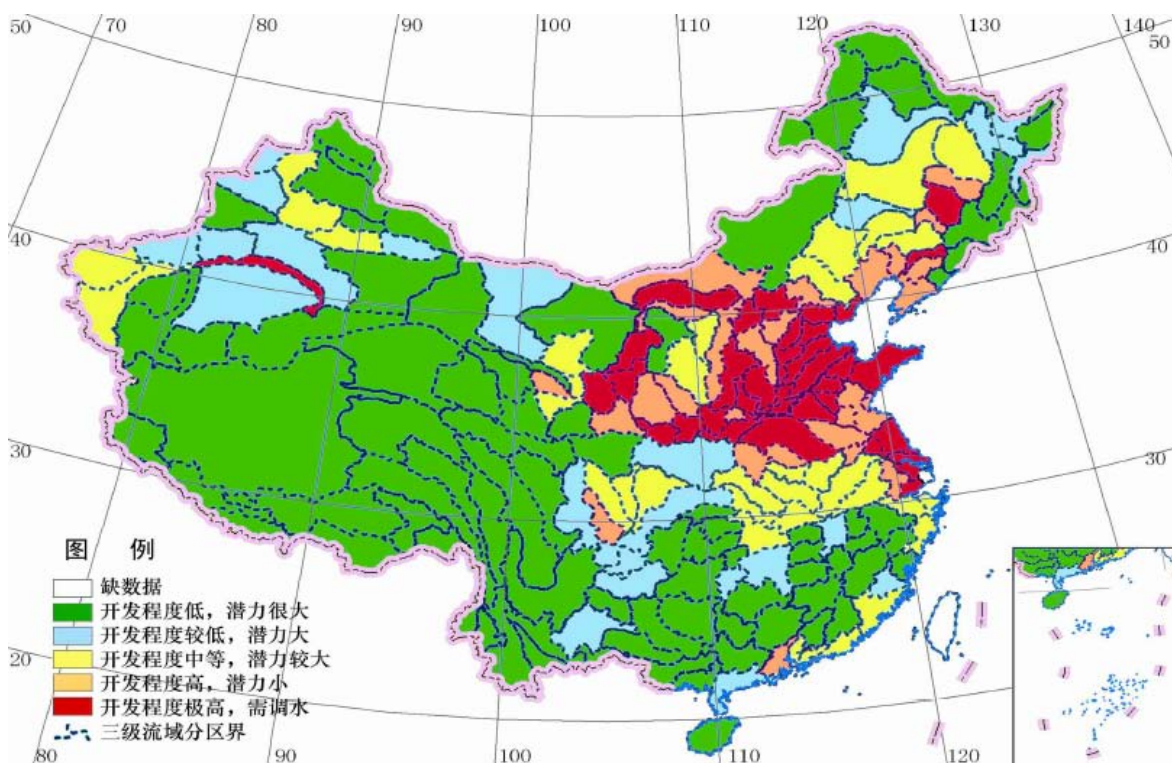 50
70
80
90
100
110
120
130
140
50
40
40
30
30
20
20
图 例
缺数据
开发程度低，潜力很大
开发程度较低，潜力大
开发程度中等，潜力较大
开发程度高，潜力小
开发程度极高，需调水
三级流域分区界
80
90
100
110
120